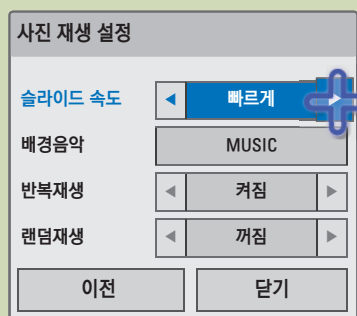 사진 재생 설정
슬라이드 속도 ◀ 빠르게 ▶
배경음악 MUSIC
반복재생 ◀ 켜짐 ▶
랜덤재생 ◀ 꺼짐 ▶
이전 닫기